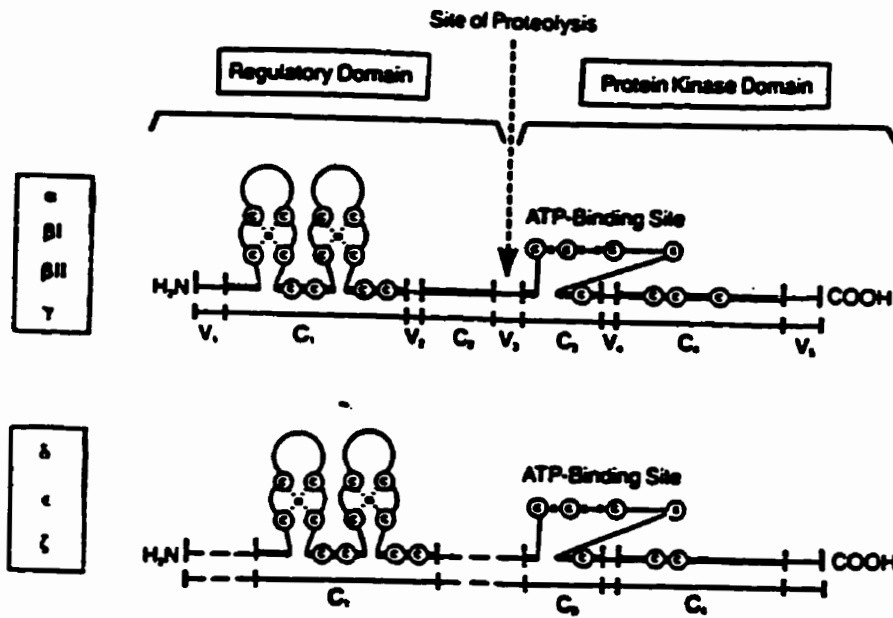 Site of Proteolysis
Regulatory Domain
Protein Kinase Domain
α
βI
βII
γ
ATP-Binding Site
H₂N
COOH
V₁ C₁ V₂ C₂ V₃ C₃ V₄ C₄ V₅
δ
ϵ
ζ
ATP-Binding Site
H₂N
COOH
C₁ C₃ C₄